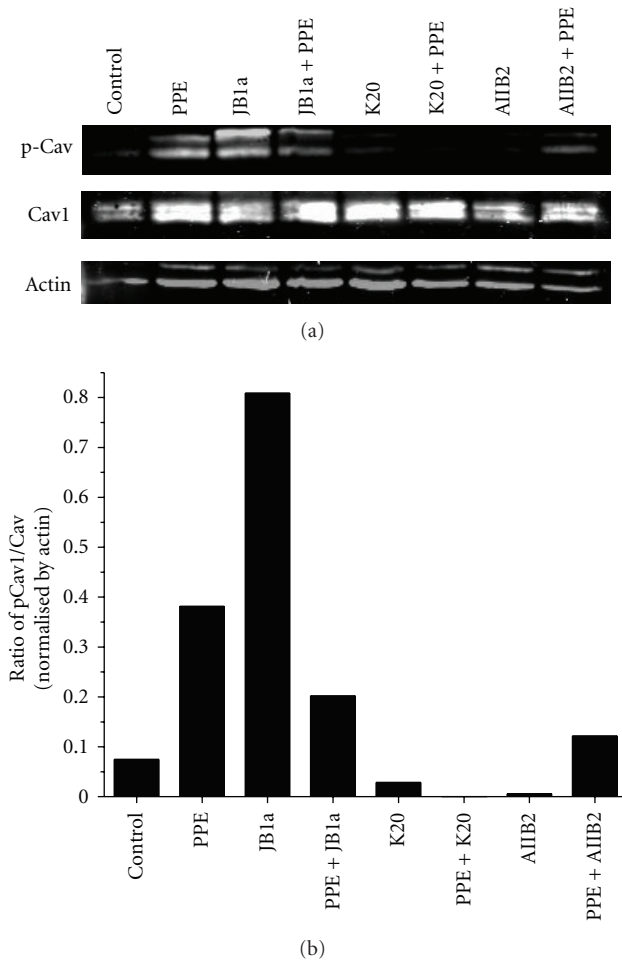 Control
PPE
JB1a
JB1a + PPE
K20
K20 + PPE
AIIB2
AIIB2 + PPE
p-Cav
Cav1
Actin
(a)
Ratio of pCav1/Cav
(normalised by actin)
0.8
0.7
0.6
0.5
0.4
0.3
0.2
0.1
0
Control
PPE
JB1a
PPE + JB1a
K20
PPE + K20
AIIB2
PPE + AIIB2
(b)